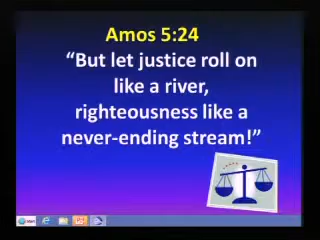 Amos 5:24
“But let justice roll on
like a river,
righteousness like a
never-ending stream!”